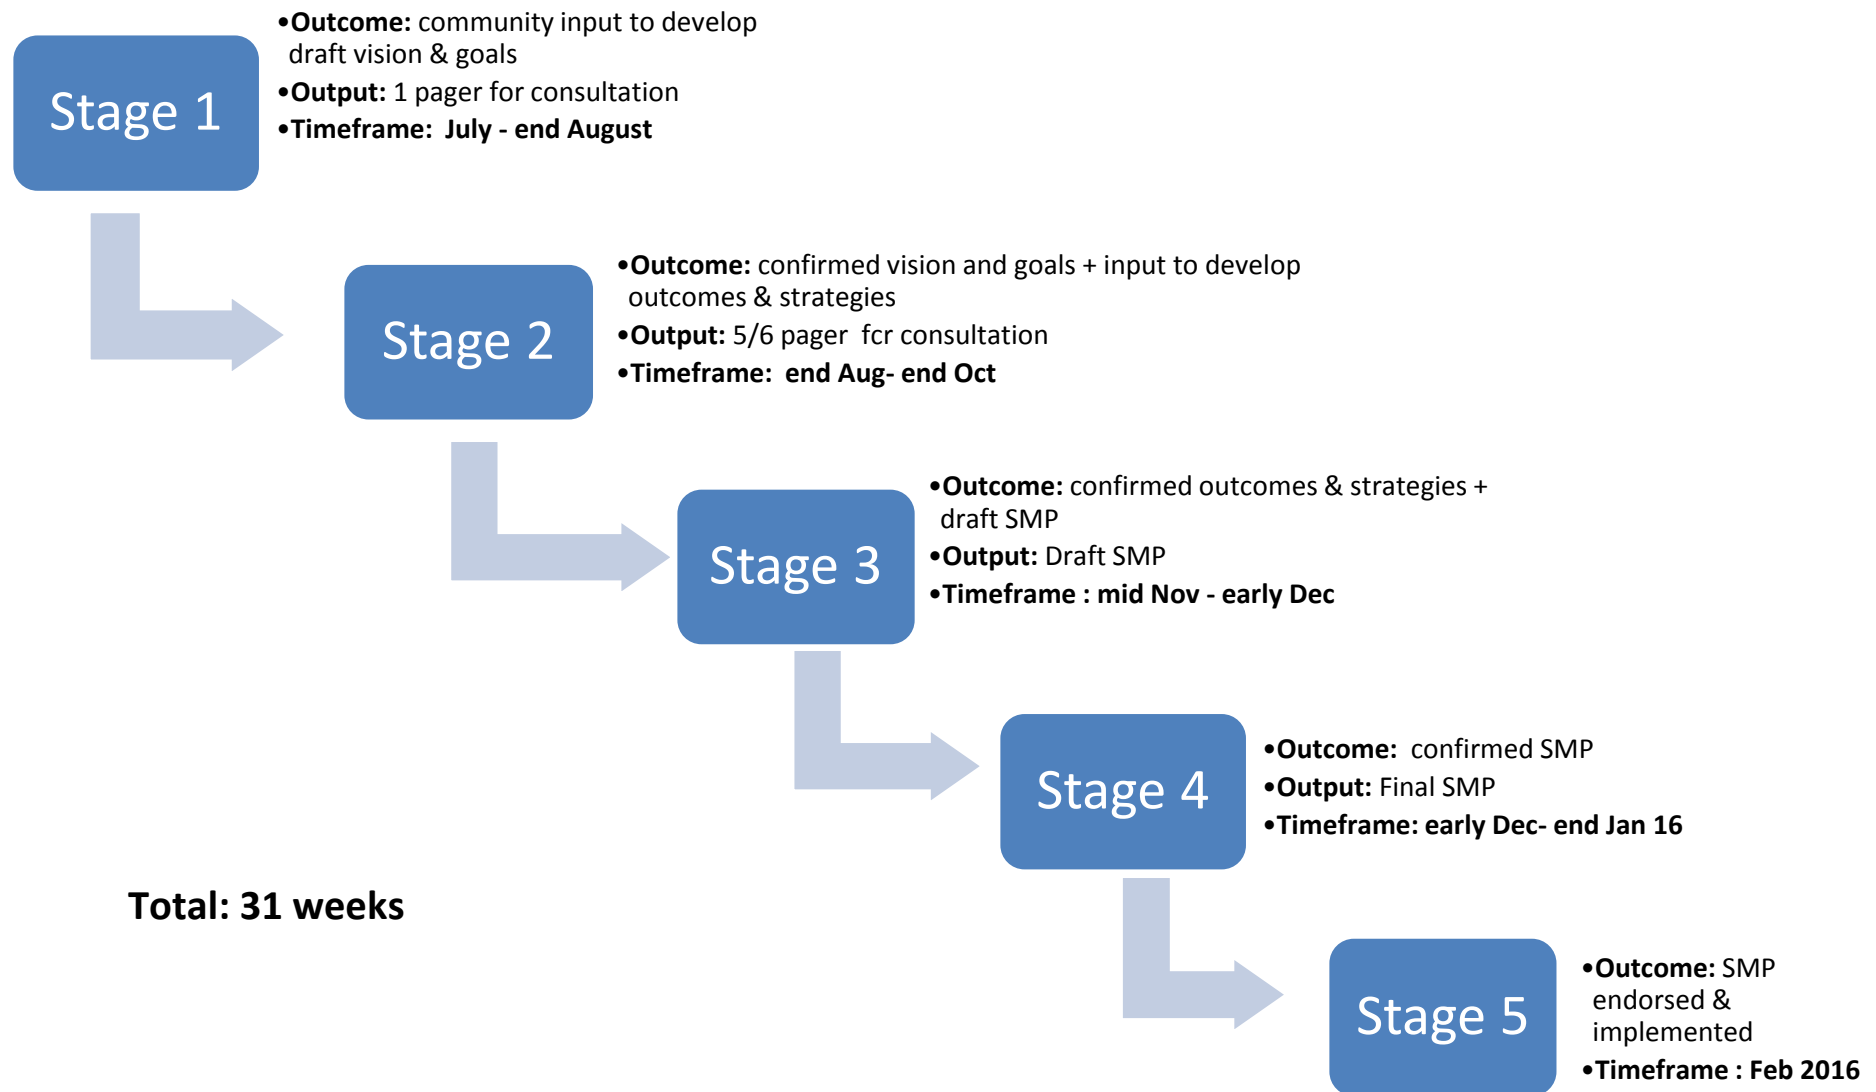 Stage 1
•Outcome: community input to develop
draft vision & goals
•Output: 1 pager for consultation
•Timeframe:  July - end August
Stage 2
•Outcome: confirmed vision and goals + input to develop
outcomes & strategies
•Output: 5/6 pager  fcr consultation
•Timeframe:  end Aug- end Oct
Stage 3
•Outcome: confirmed outcomes & strategies +
draft SMP
•Output: Draft SMP
•Timeframe : mid Nov - early Dec
Stage 4
•Outcome:  confirmed SMP
•Output: Final SMP
•Timeframe: early Dec- end Jan 16
Total: 31 weeks
Stage 5
•Outcome: SMP
endorsed &
implemented
•Timeframe : Feb 2016